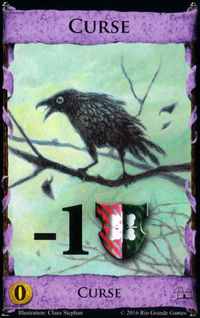 CURSE
-1
0
CURSE
Illustration: Claus Stephan
© 2016 Rio Grande Games